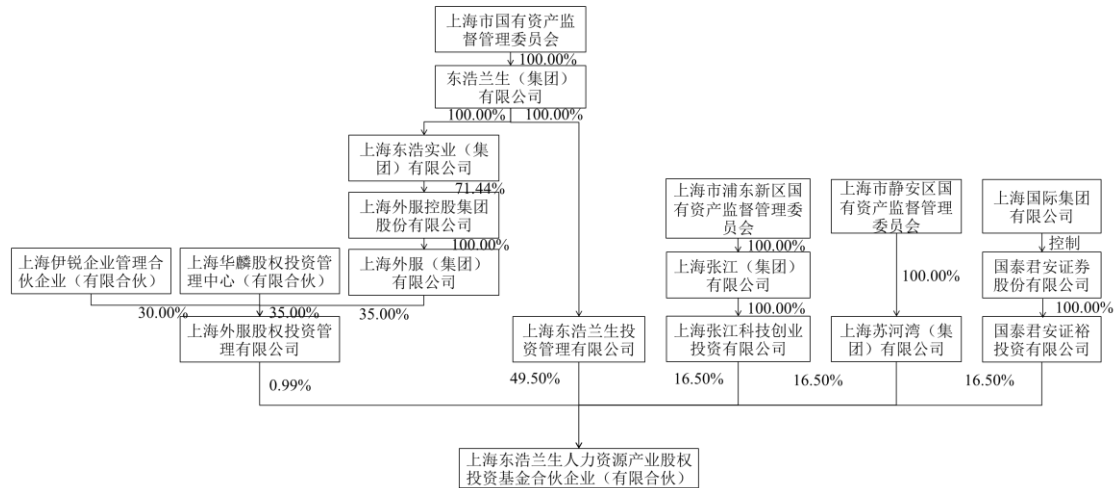 上海市国有资产监
督管理委员会
100.00%
东浩兰生（集团）
有限公司
100.00%
100.00%
上海东浩实业（集
团）有限公司
71.44%
上海外服控股集团
股份有限公司
100.00%
上海外服（集团）有
限公司
上海伊锐企业管理合
伙企业（有限合伙）
上海华麟股权投资管
理中心（有限合伙）
30.00%
35.00%
35.00%
上海外服股权投资管
理有限公司
上海东浩兰生投
资管理有限公司
上海市浦东新区国
有资产监督管理委
员会
100.00%
上海张江（集团）有
限公司
100.00%
上海张江科技创业
投资有限公司
上海市静安区国
有资产监督管理
委员会
100.00%
上海苏河湾（集
团）有限公司
上海国际集团
有限公司
控制
国泰君安证券
股份有限公司
100.00%
国泰君安证裕
投资有限公司
0.99%
49.50%
16.50%
16.50%
16.50%
上海东浩兰生人力资源产业股权
投资基金合伙企业（有限合伙）